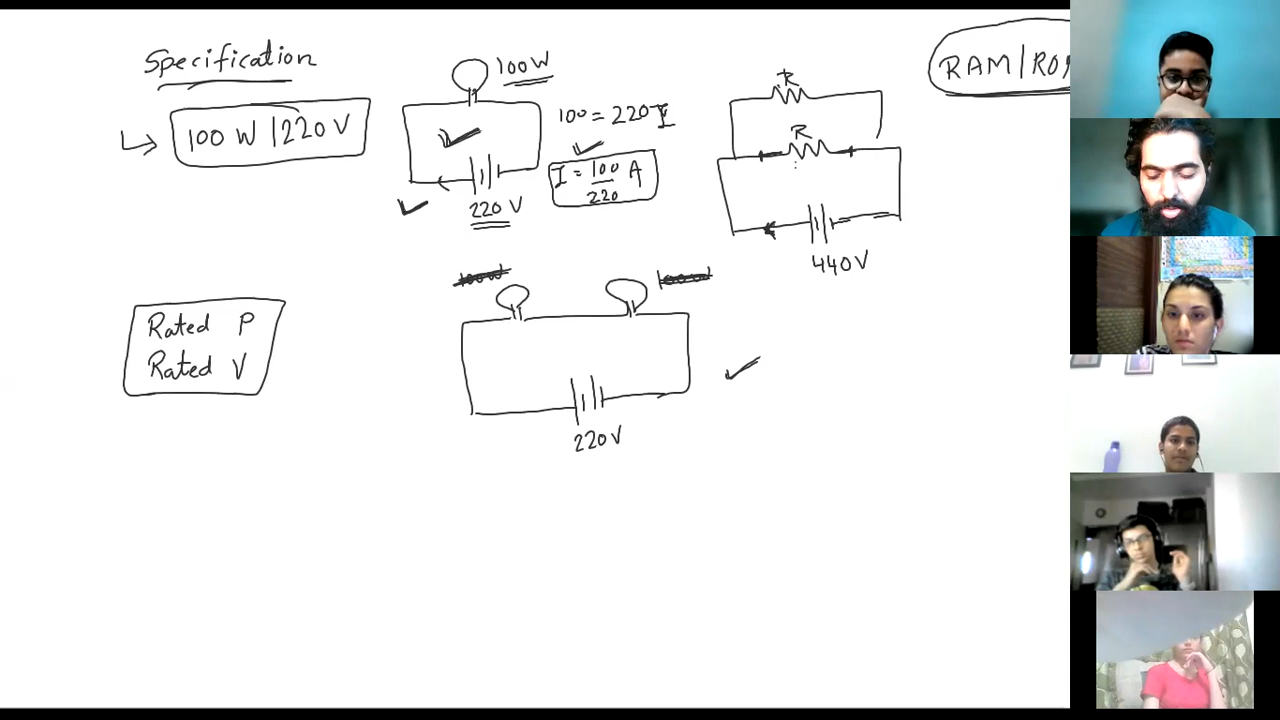 Specification
100 W / 220 V
100W
100 = 220 I
I = 100/220 A
220 V
R
R
440V
RAM/RO
Rated P
Rated V
220V